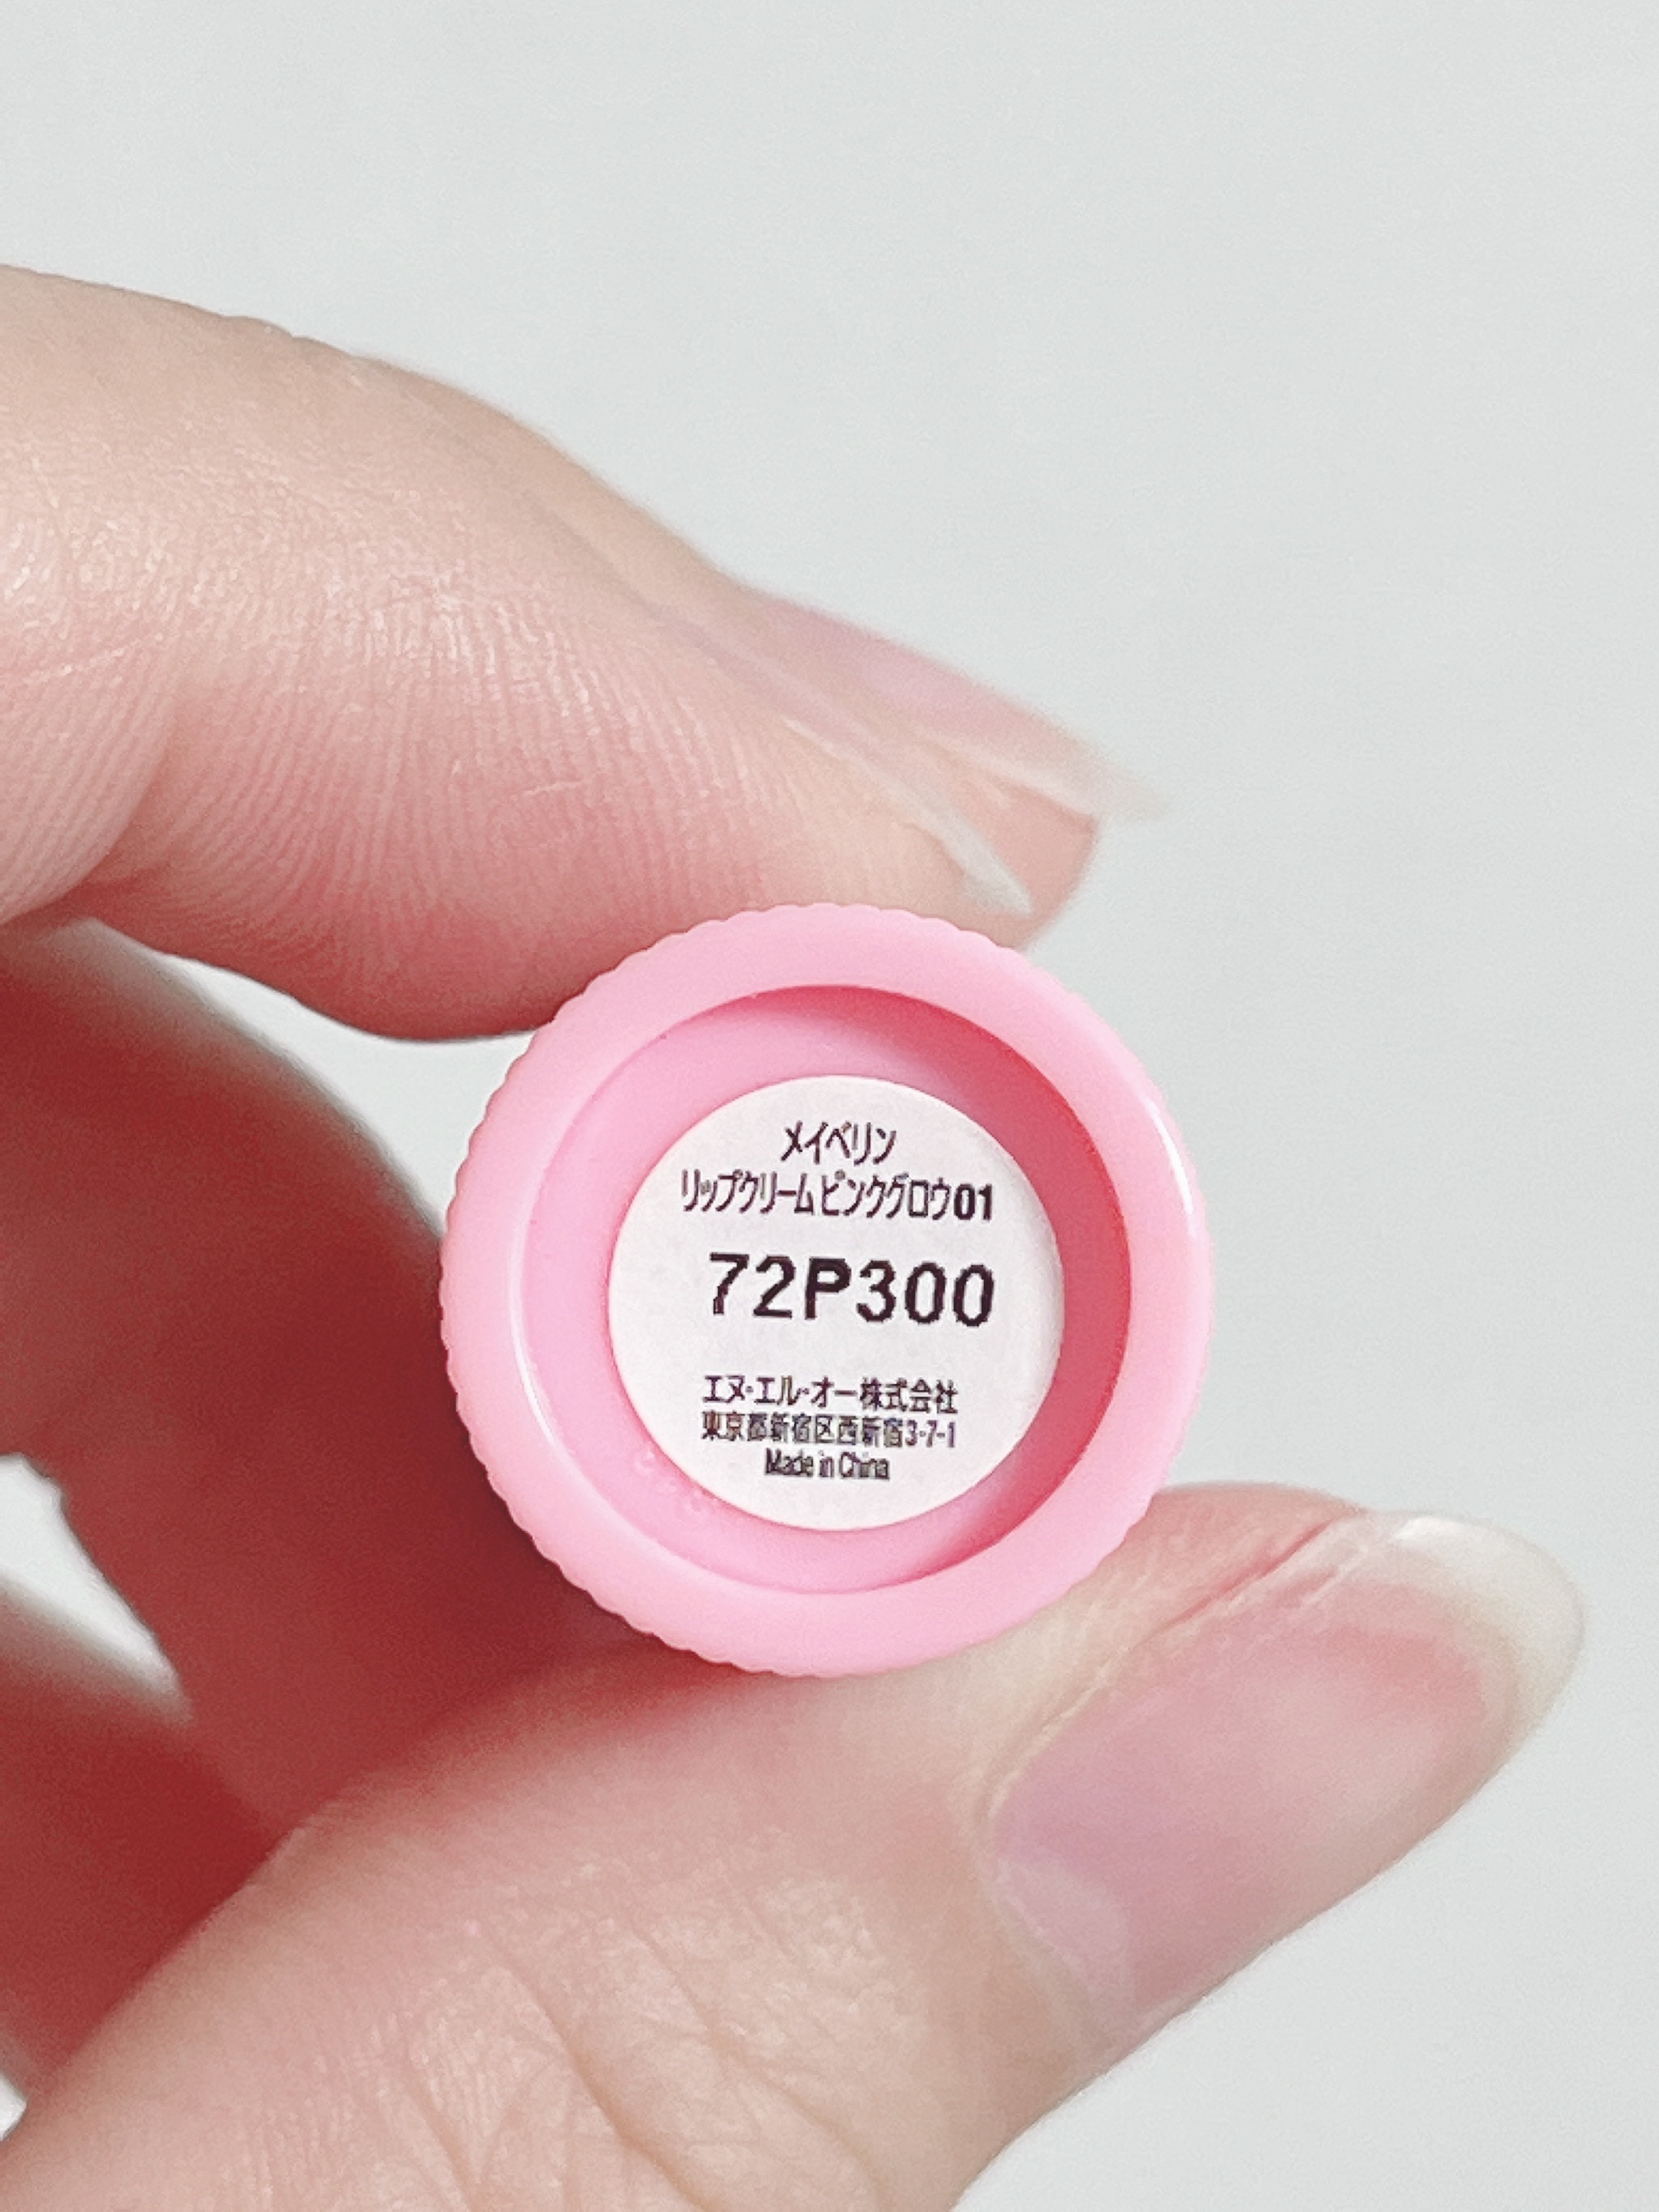 メイベリン
リップクリームピンクグロウ01
72P300
エヌ・エル・オー株式会社
東京都新宿区西新宿3-7-1
Made in China